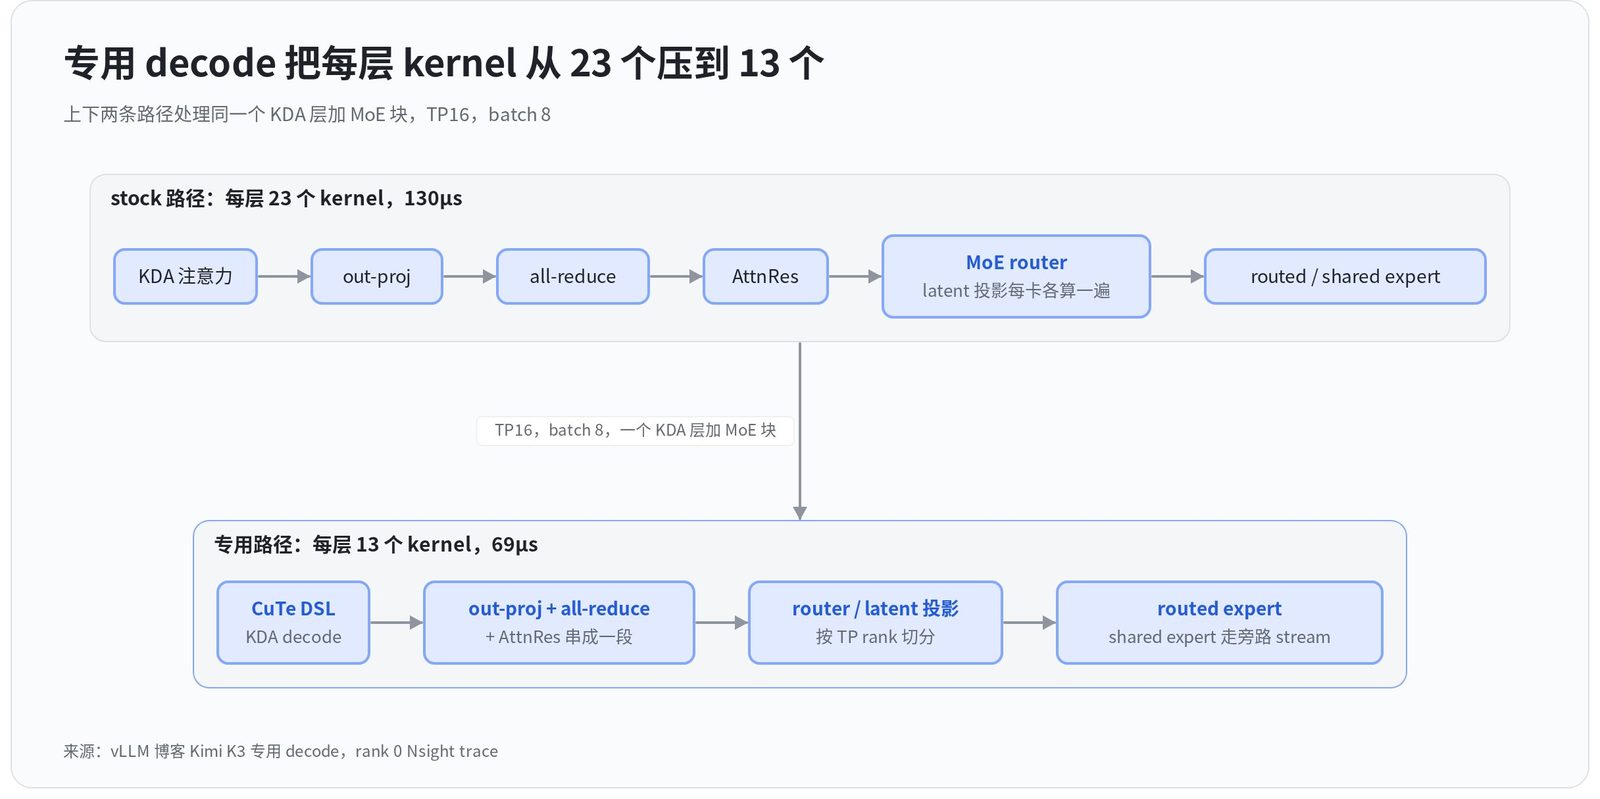 专用 decode 把每层 kernel 从 23 个压到 13 个
上下两条路径处理同一个 KDA 层加 MoE 块，TP16，batch 8
stock 路径：每层 23 个 kernel，130μs
KDA 注意力
out-proj
all-reduce
AttnRes
MoE router
latent 投影每卡各算一遍
routed / shared expert
TP16，batch 8，一个 KDA 层加 MoE 块
专用路径：每层 13 个 kernel，69μs
CuTe DSL
KDA decode
out-proj + all-reduce
+ AttnRes 串成一段
router / latent 投影
按 TP rank 切分
routed expert
shared expert 走旁路 stream
来源：vLLM 博客 Kimi K3 专用 decode，rank 0 Nsight trace